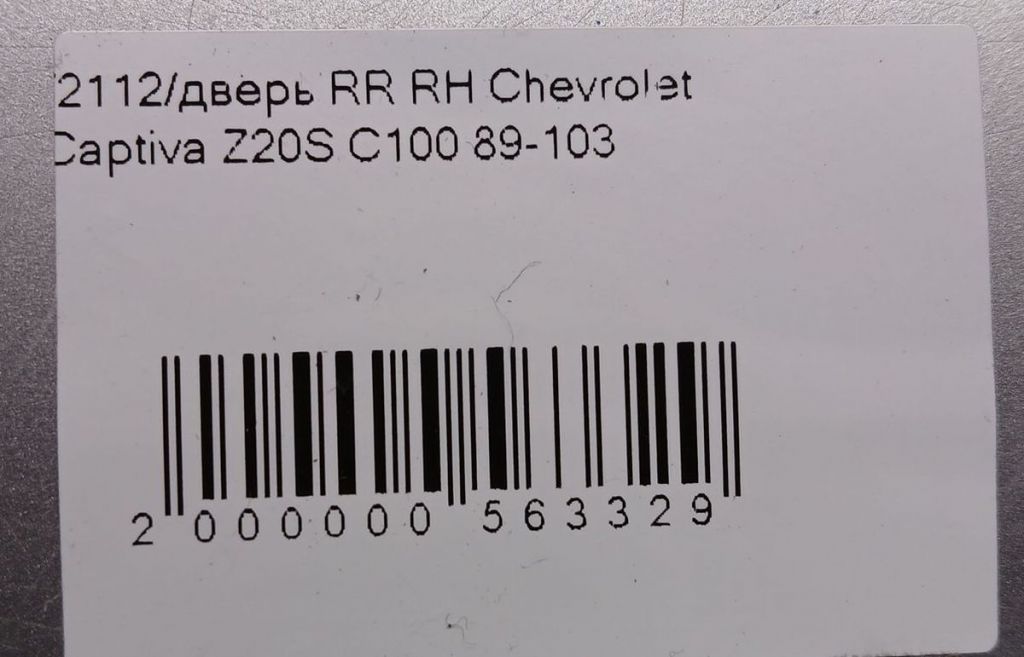 2112/дверь RR RH Chevrolet
Captiva Z20S C100 89-103
2 000000 563329